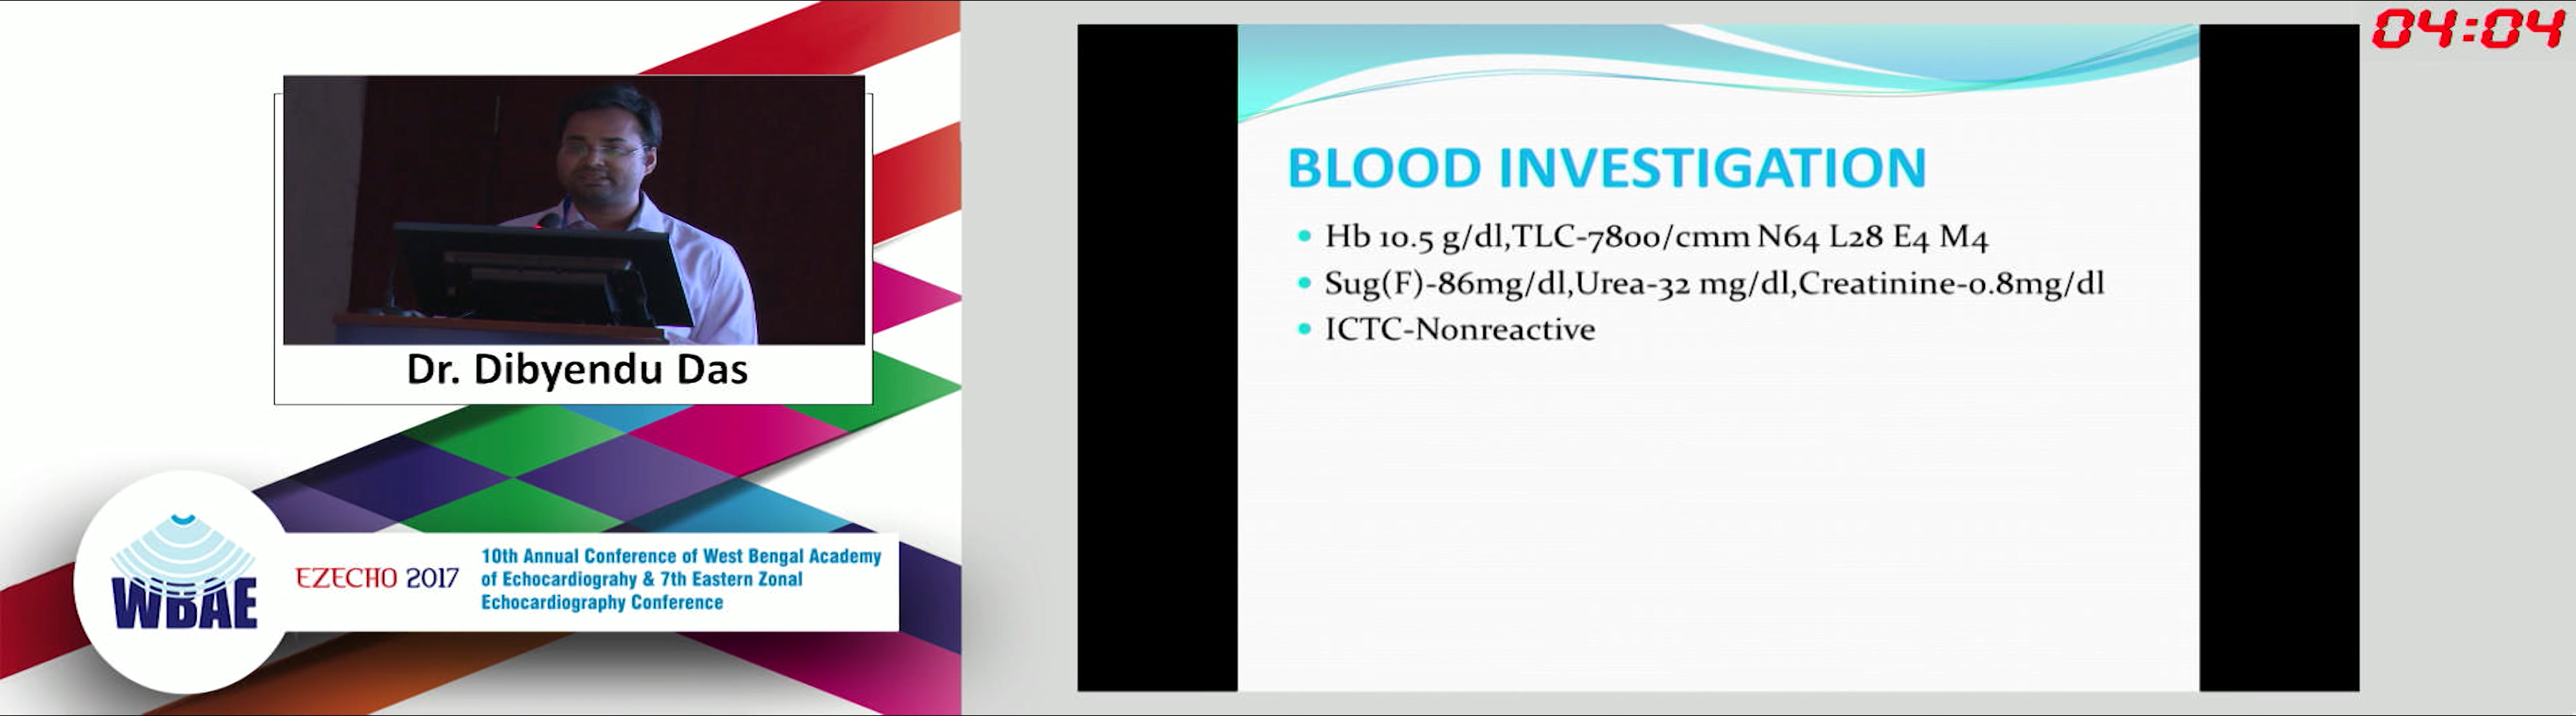 04:04
Dr. Dibyendu Das
WBAE
EZECHO 2017
10th Annual Conference of West Bengal Academy
of Echocardiograhy & 7th Eastern Zonal
Echocardiography Conference
BLOOD INVESTIGATION
Hb 10.5 g/dl,TLC-7800/cmm N64 L28 E4 M4
Sug(F)-86mg/dl,Urea-32 mg/dl,Creatinine-0.8mg/dl
ICTC-Nonreactive